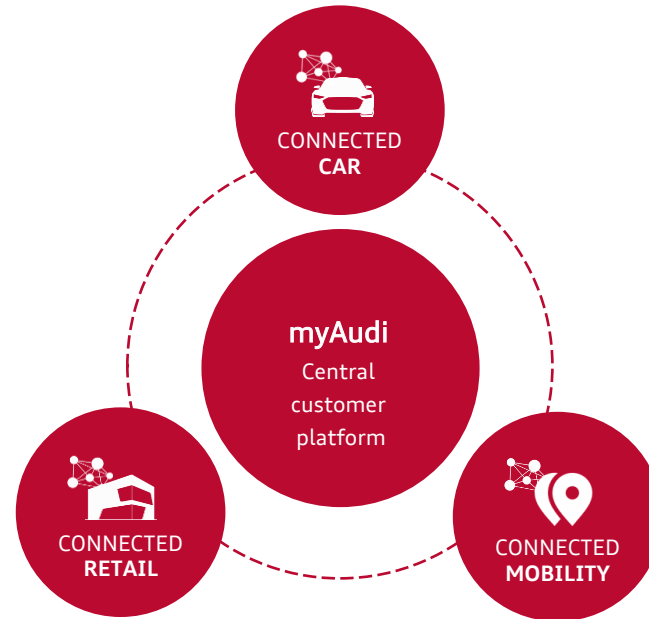 CONNECTED
CAR
myAudi
Central
customer
platform
CONNECTED
RETAIL
CONNECTED
MOBILITY